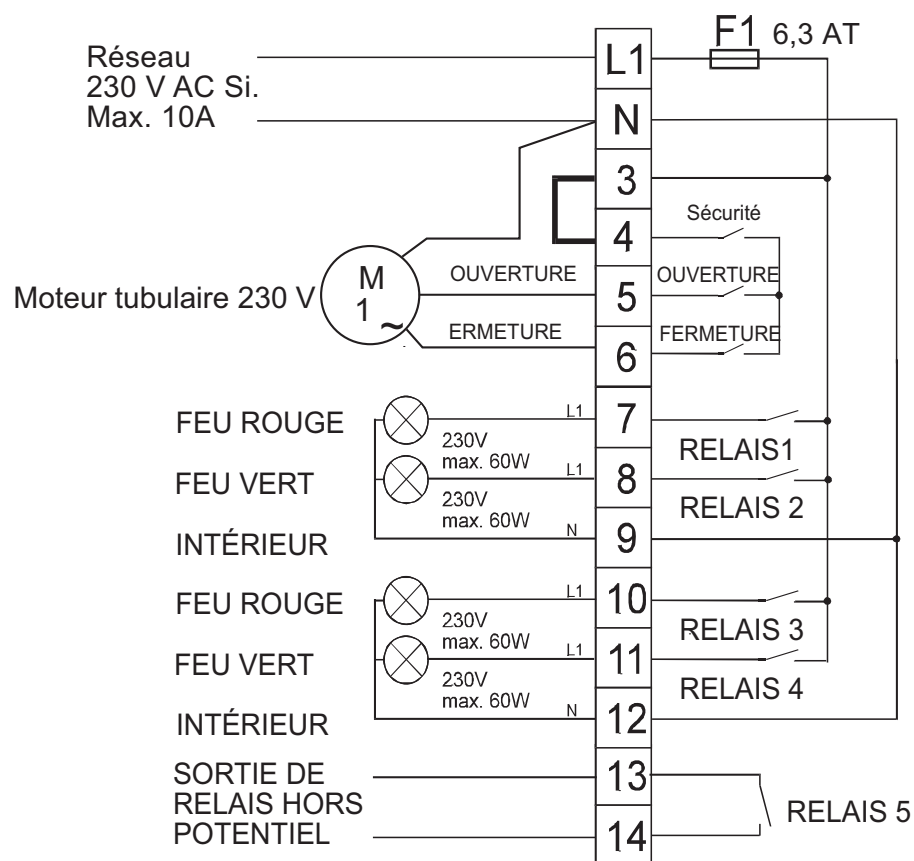 F1 6,3 AT
Réseau
230 V AC Si.
Max. 10A
L1
N
3
Sécurité
4
OUVERTURE
5
OUVERTURE
M
1
~
Moteur tubulaire 230 V
ERMETURE
6
FERMETURE
FEU ROUGE
L1
7
230V
max. 60W
RELAIS1
FEU VERT
L1
8
230V
max. 60W
RELAIS 2
INTÉRIEUR
N
9
FEU ROUGE
L1
10
230V
max. 60W
RELAIS 3
FEU VERT
L1
11
230V
max. 60W
RELAIS 4
INTÉRIEUR
N
12
SORTIE DE
RELAIS HORS
POTENTIEL
13
14
RELAIS 5